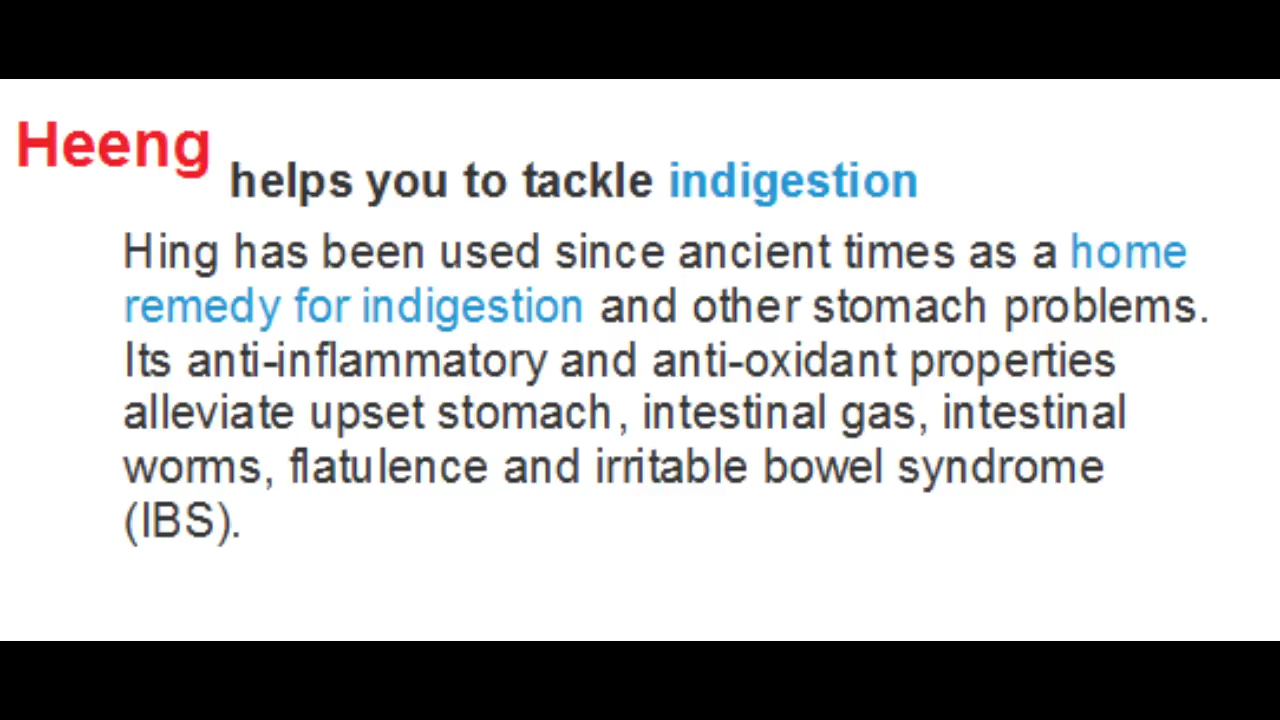 Heeng helps you to tackle indigestion
Hing has been used since ancient times as a home
remedy for indigestion and other stomach problems.
Its anti-inflammatory and anti-oxidant properties
alleviate upset stomach, intestinal gas, intestinal
worms, flatulence and irritable bowel syndrome
(IBS).